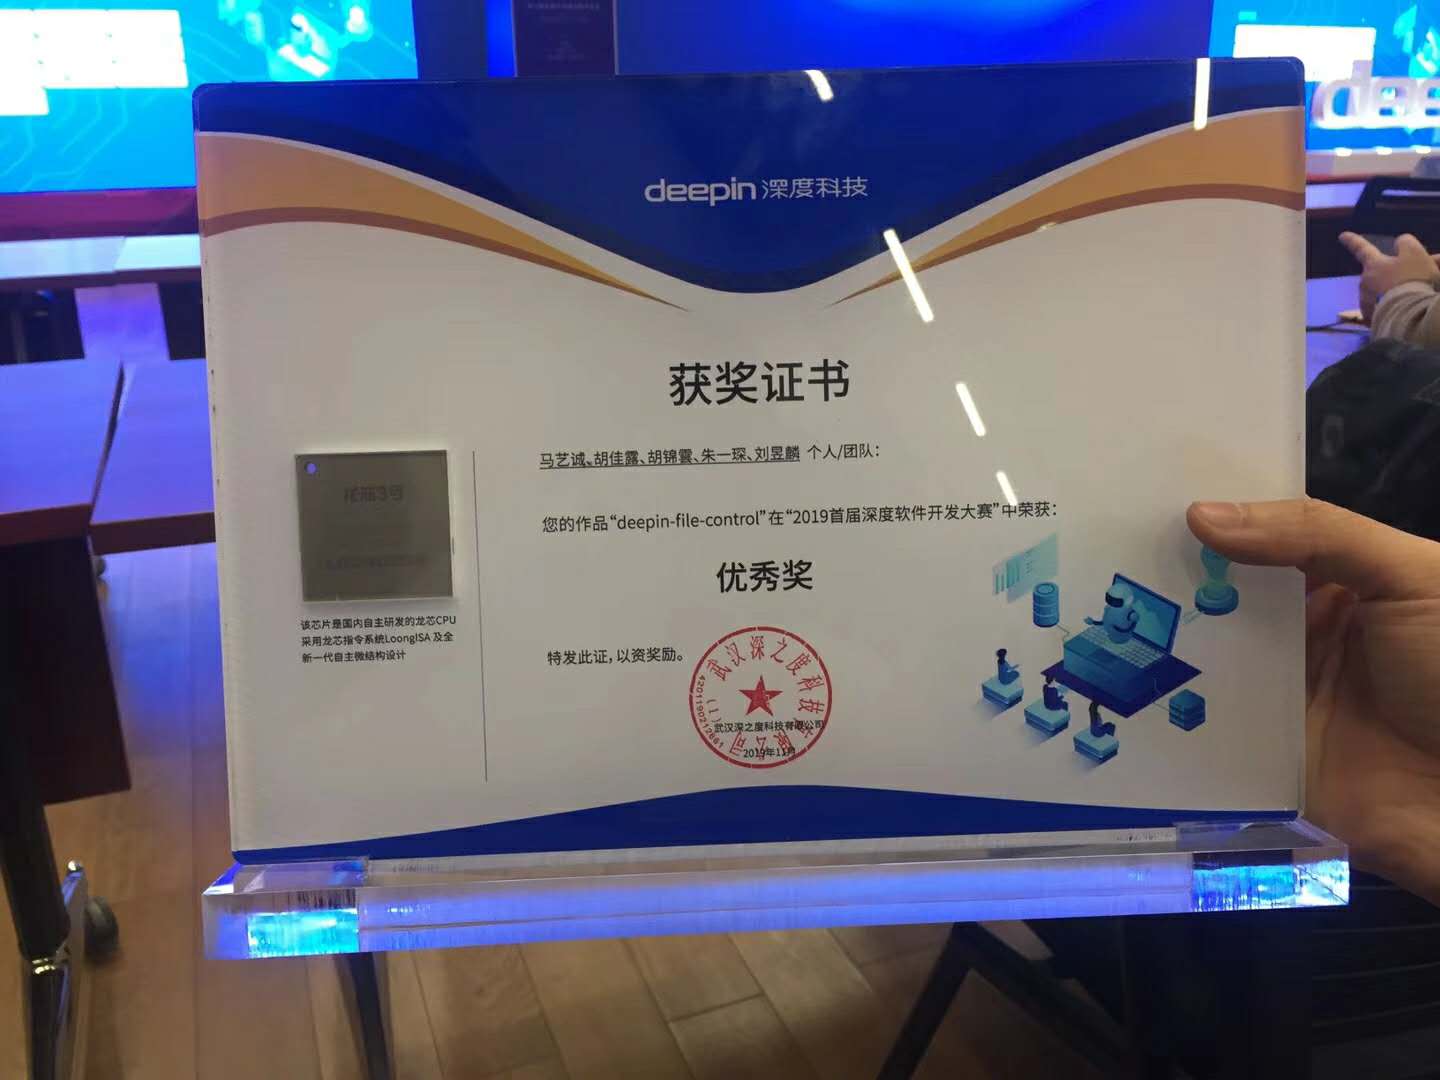 deepin 深度科技
获奖证书
马艺诚、胡佳露、胡锦雲、朱一琛、刘昱麟 个人/团队：
您的作品“deepin-file-control”在“2019首届深度软件开发大赛”中荣获：
优秀奖
特发此证，以资奖励。
武汉深之度科技有限公司
2019年11月
武汉深之度科技有限公司
(1)
4201190217661
龙芯3号
该芯片是国内自主研发的龙芯CPU
采用龙芯指令系统LoongISA 及全
新一代自主微结构设计
dee